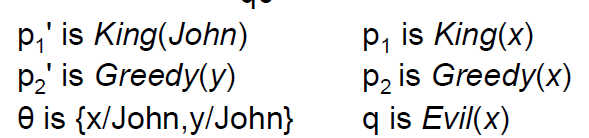 p₁' is King(John) p₁ is King(x)
p₂' is Greedy(y) p₂ is Greedy(x)
θ is {x/John,y/John} q is Evil(x)